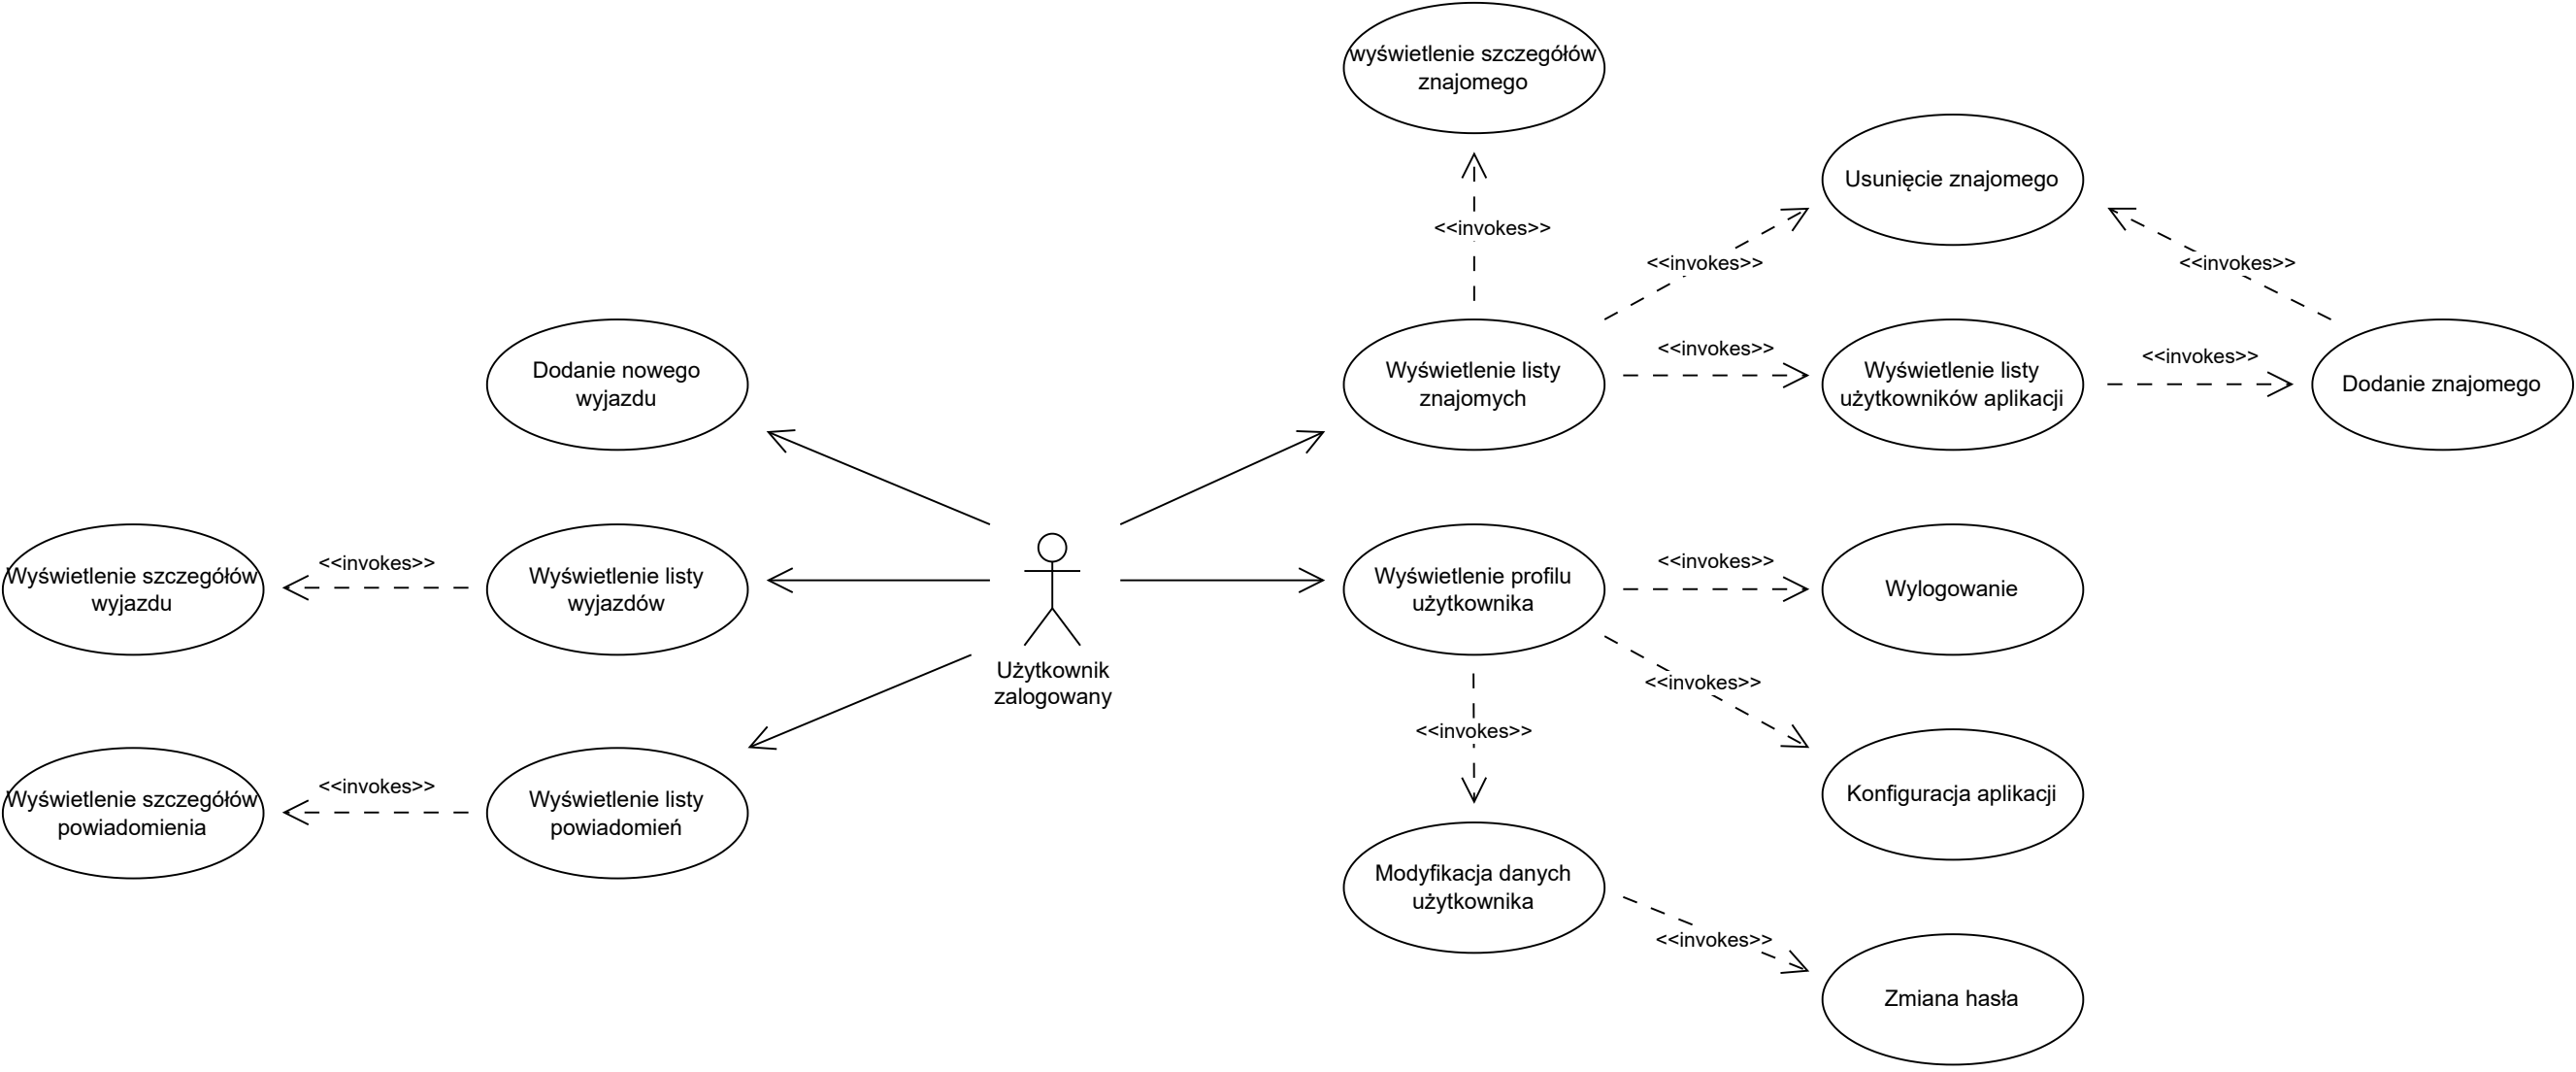 wyświetlenie szczegółów
znajomego
Usunięcie znajomego
<<invokes>>
<<invokes>>
<<invokes>>
Dodanie nowego
wyjazdu
Wyświetlenie listy
znajomych
<<invokes>>
Wyświetlenie listy
użytkowników aplikacji
<<invokes>>
Dodanie znajomego
Wyświetlenie szczegółów
wyjazdu
<<invokes>>
Wyświetlenie listy
wyjazdów
Użytkownik
zalogowany
Wyświetlenie profilu
użytkownika
<<invokes>>
Wylogowanie
<<invokes>>
<<invokes>>
Wyświetlenie szczegółów
powiadomienia
<<invokes>>
Wyświetlenie listy
powiadomień
Konfiguracja aplikacji
Modyfikacja danych
użytkownika
<<invokes>>
Zmiana hasła